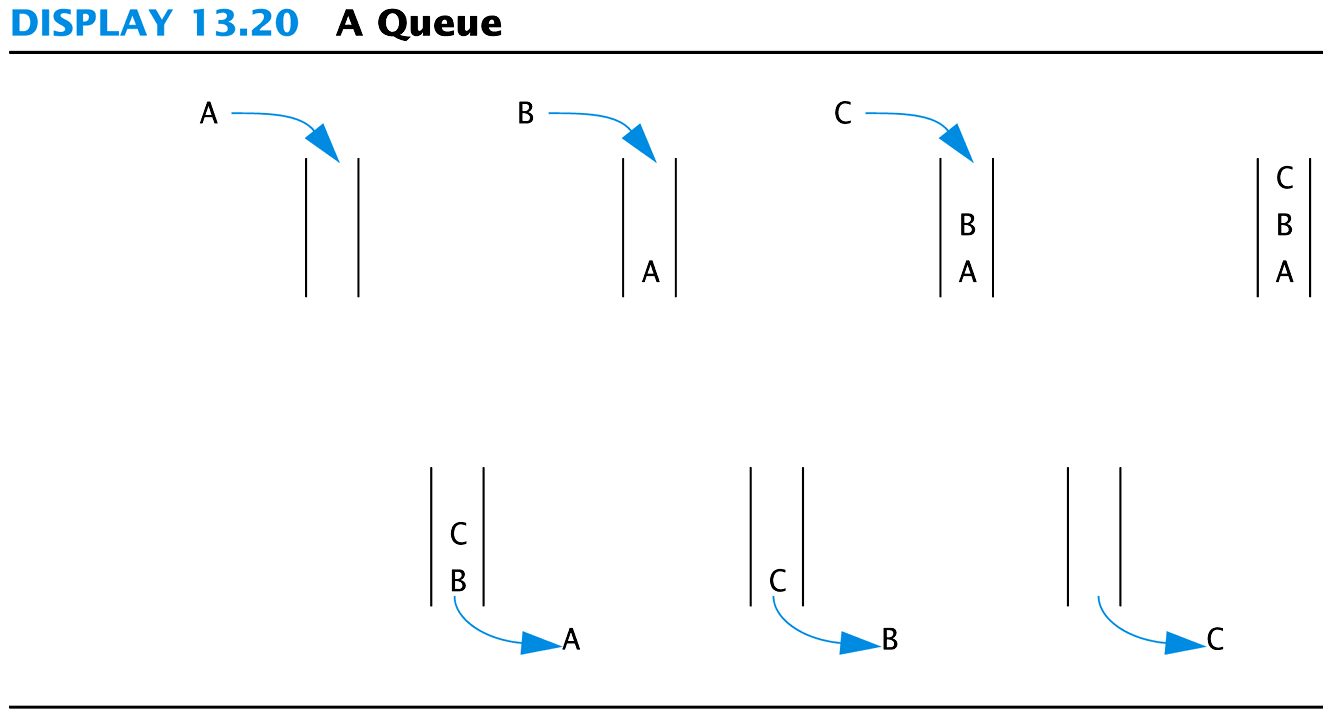 DISPLAY 13.20 A Queue
A B C
C
B B
A A A
C
B C
A B C